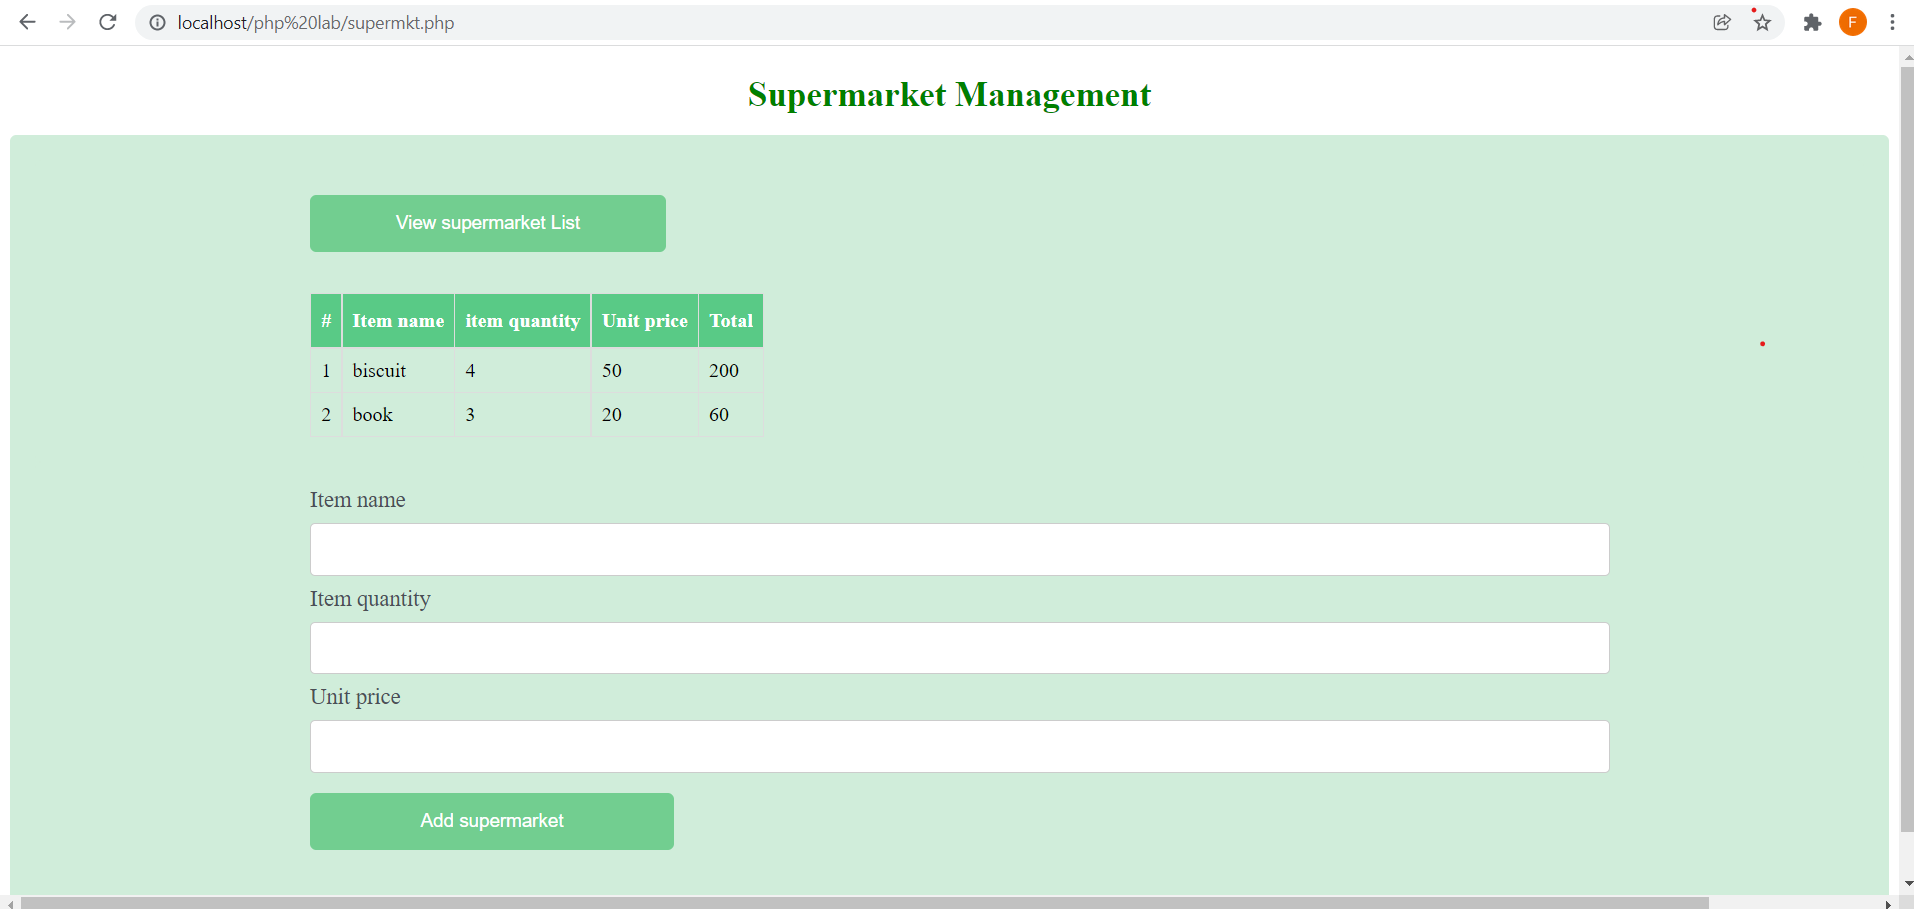 localhost/php%20lab/supermkt.php
F
Supermarket Management
View supermarket List
# Item name item quantity Unit price Total
1 biscuit 4 50 200
2 book 3 20 60
Item name
Item quantity
Unit price
Add supermarket